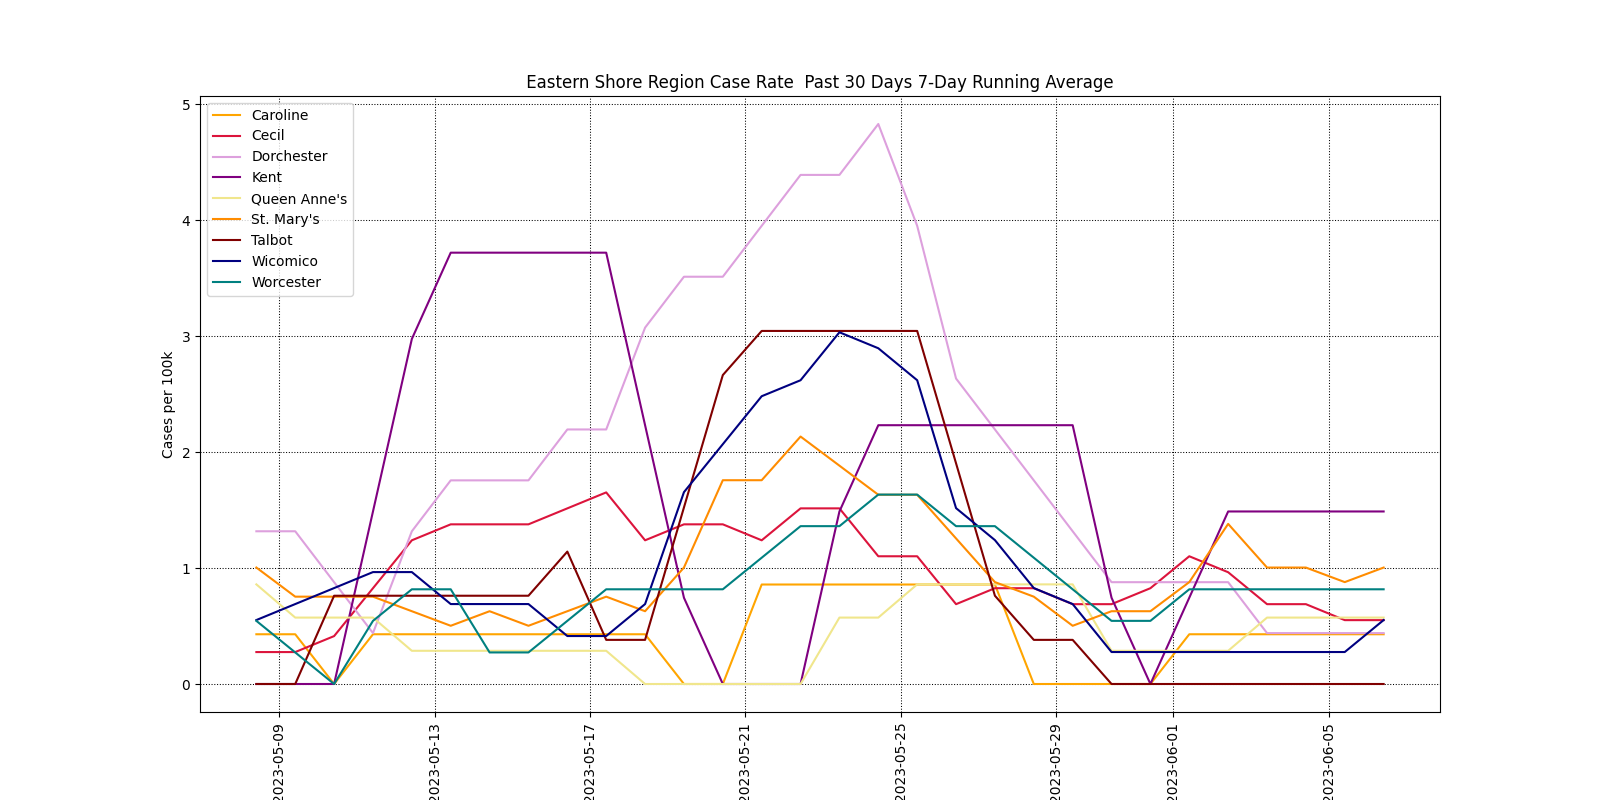 Eastern Shore Region Case Rate  Past 30 Days 7-Day Running Average
Caroline
Cecil
Dorchester
Kent
Queen Anne's
St. Mary's
Talbot
Wicomico
Worcester
Cases per 100k
5
4
3
2
1
0
2023-05-09
2023-05-13
2023-05-17
2023-05-21
2023-05-25
2023-05-29
2023-06-01
2023-06-05